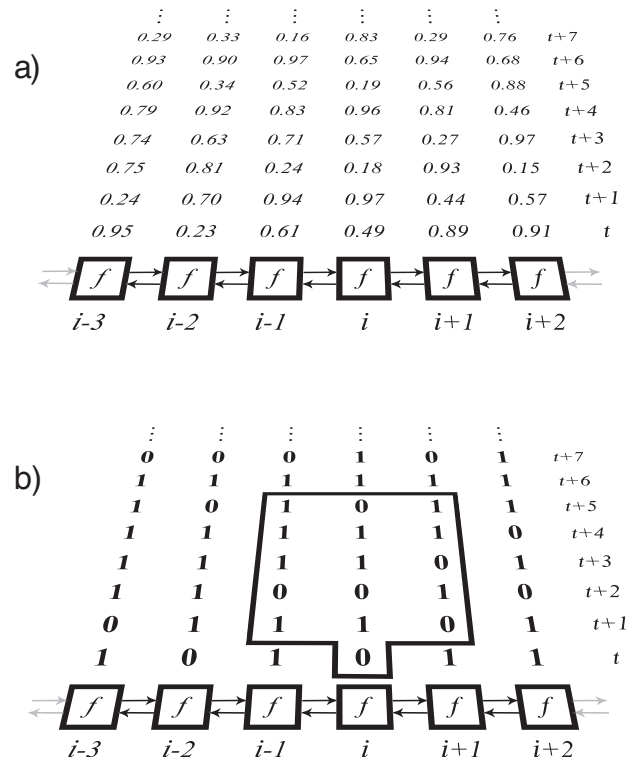 ⋮ ⋮ ⋮ ⋮ ⋮ ⋮
0.29 0.33 0.16 0.83 0.29 0.76 t+7
a)
0.93 0.90 0.97 0.65 0.94 0.68 t+6
0.60 0.34 0.52 0.19 0.56 0.88 t+5
0.79 0.92 0.83 0.96 0.81 0.46 t+4
0.74 0.63 0.71 0.57 0.27 0.97 t+3
0.75 0.81 0.24 0.18 0.93 0.15 t+2
0.24 0.70 0.94 0.97 0.44 0.57 t+1
0.95 0.23 0.61 0.49 0.89 0.91 t
f f f f f f
i-3 i-2 i-1 i i+1 i+2
⋮ ⋮ ⋮ ⋮ ⋮ ⋮
0 0 0 1 0 1 t+7
b)
1 1 1 1 1 1 t+6
1 0 1 0 1 1 t+5
1 1 1 1 1 0 t+4
1 1 1 1 0 1 t+3
1 1 0 0 1 0 t+2
0 1 1 1 0 1 t+1
1 0 1 0 1 1 t
f f f f f f
i-3 i-2 i-1 i i+1 i+2